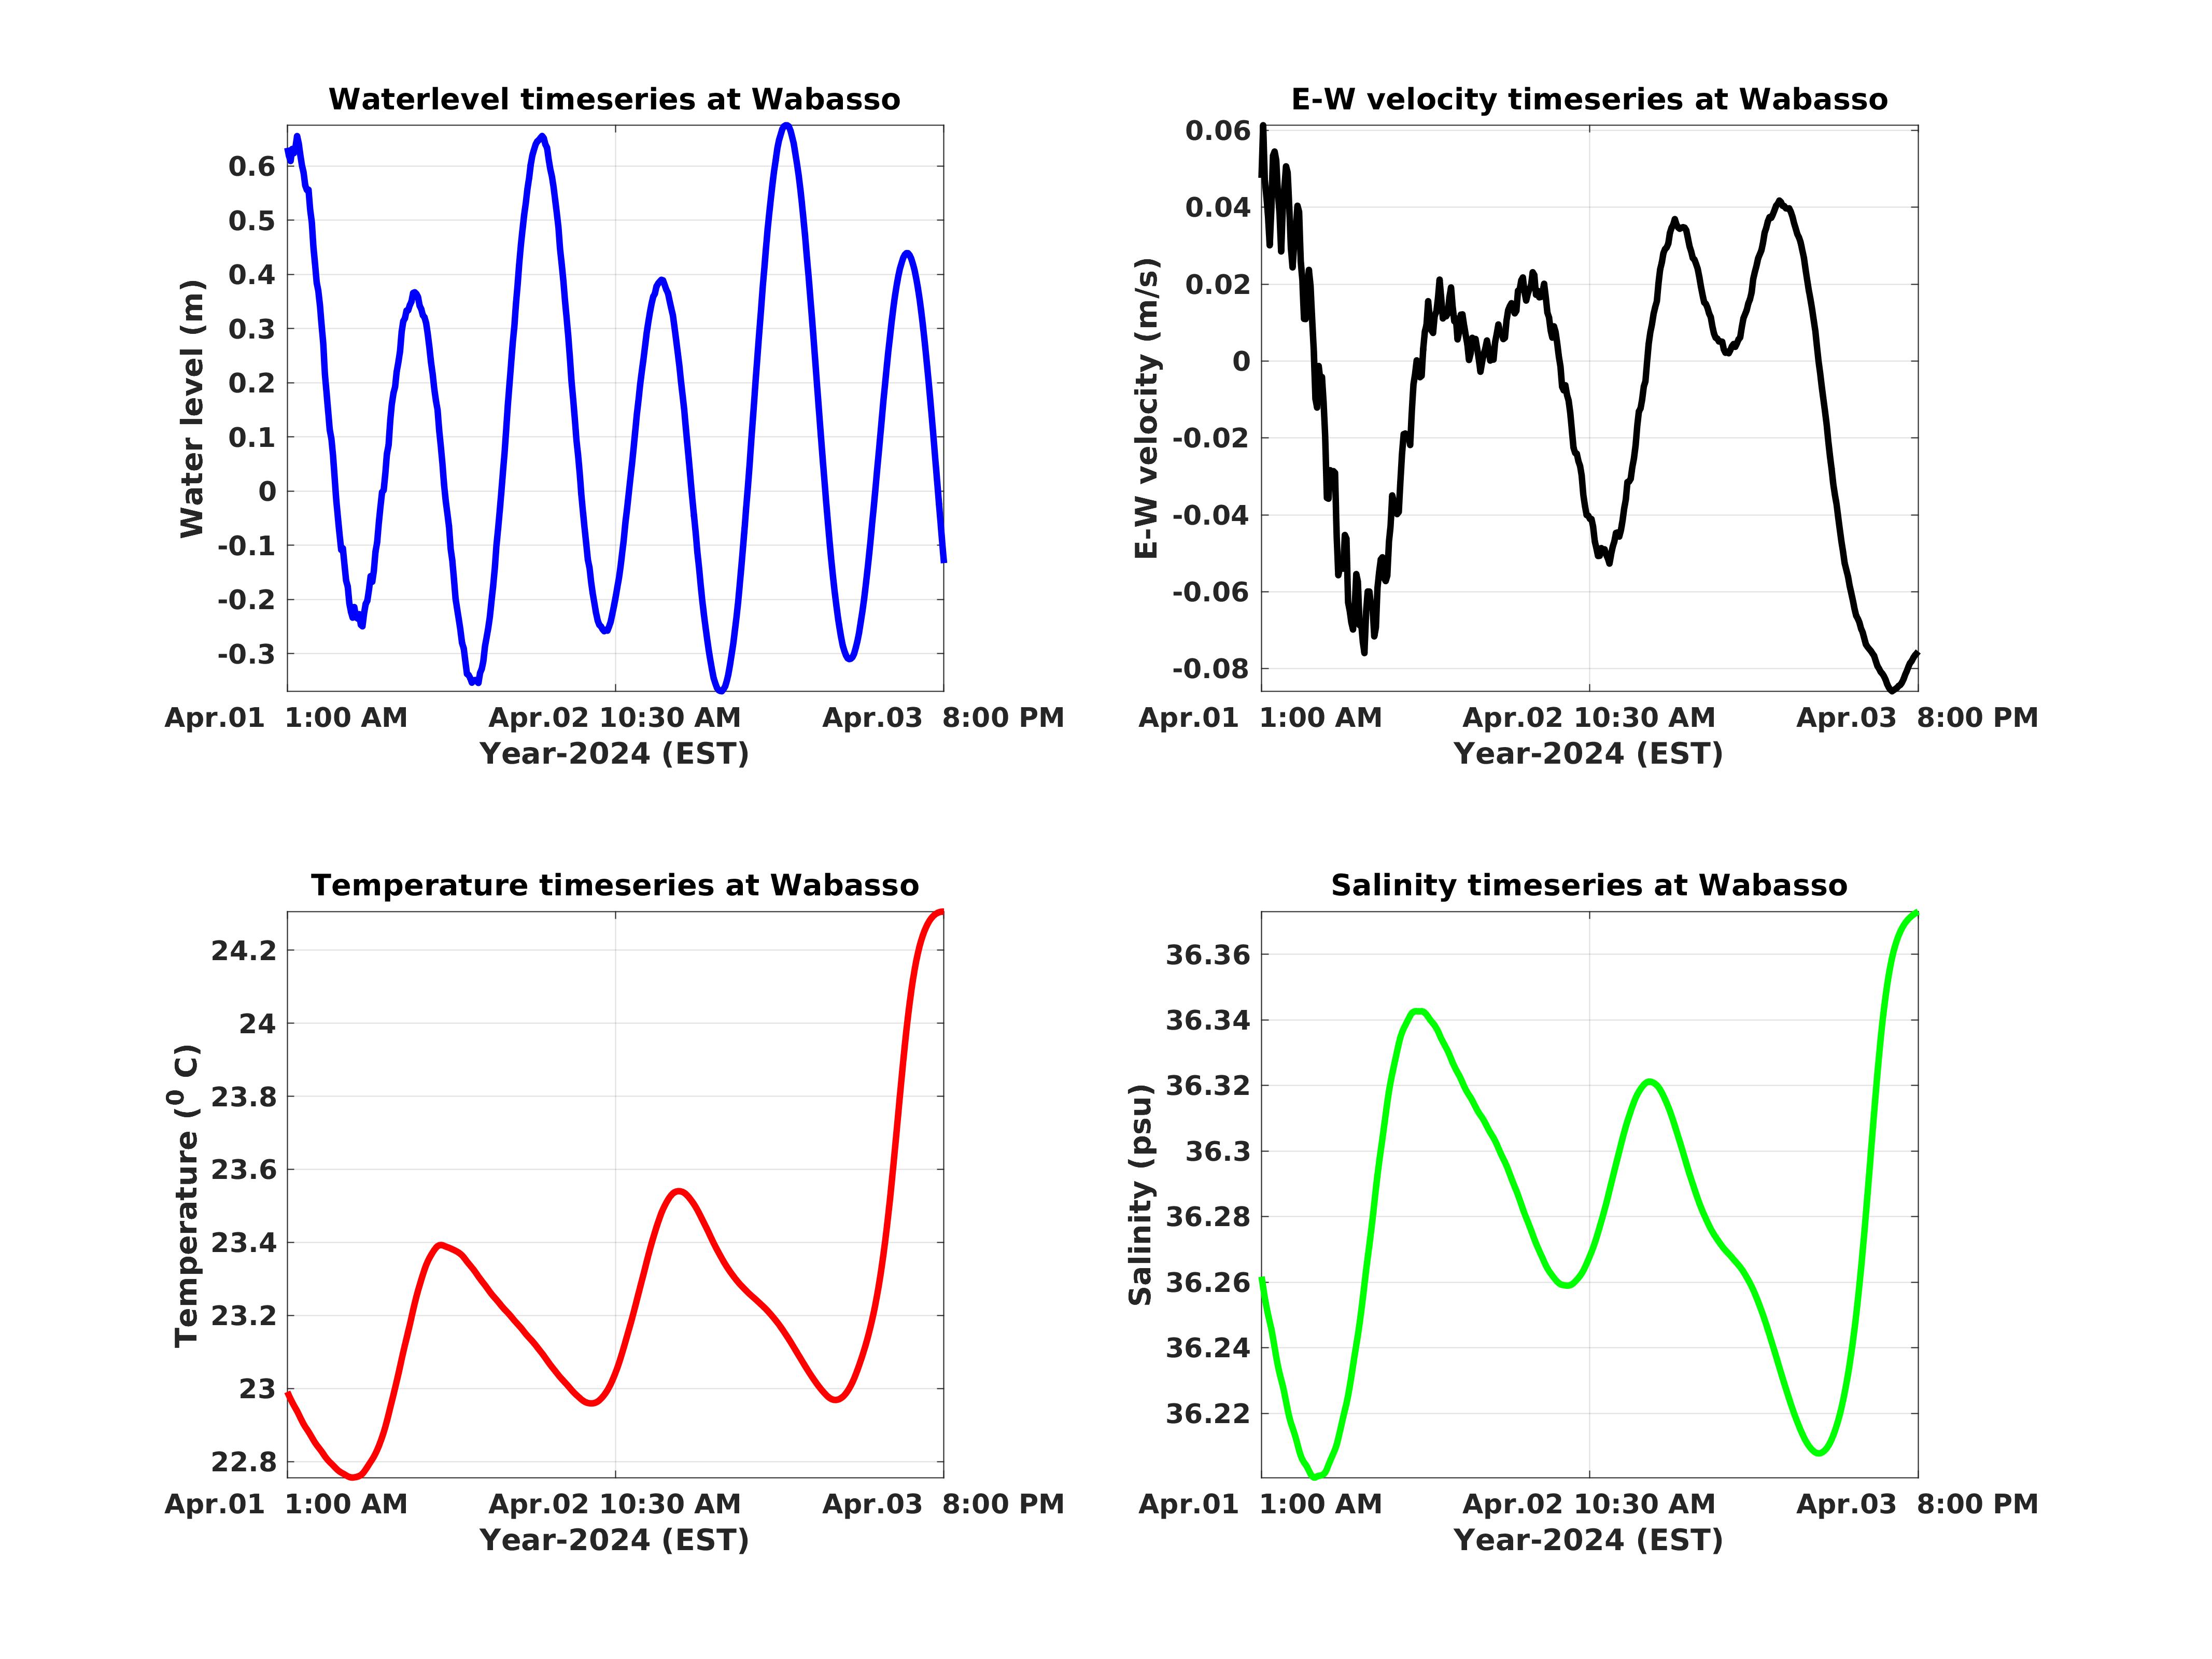 Waterlevel timeseries at Wabasso
Water level (m)
0.6
0.5
0.4
0.3
0.2
0.1
0
-0.1
-0.2
-0.3
Apr.01 1:00 AM Apr.02 10:30 AM Apr.03 8:00 PM
Year-2024 (EST)
E-W velocity timeseries at Wabasso
E-W velocity (m/s)
0.06
0.04
0.02
0
-0.02
-0.04
-0.06
-0.08
Apr.01 1:00 AM Apr.02 10:30 AM Apr.03 8:00 PM
Year-2024 (EST)
Temperature timeseries at Wabasso
Temperature (⁰ C)
24.2
24
23.8
23.6
23.4
23.2
23
22.8
Apr.01 1:00 AM Apr.02 10:30 AM Apr.03 8:00 PM
Year-2024 (EST)
Salinity timeseries at Wabasso
Salinity (psu)
36.36
36.34
36.32
36.3
36.28
36.26
36.24
36.22
Apr.01 1:00 AM Apr.02 10:30 AM Apr.03 8:00 PM
Year-2024 (EST)